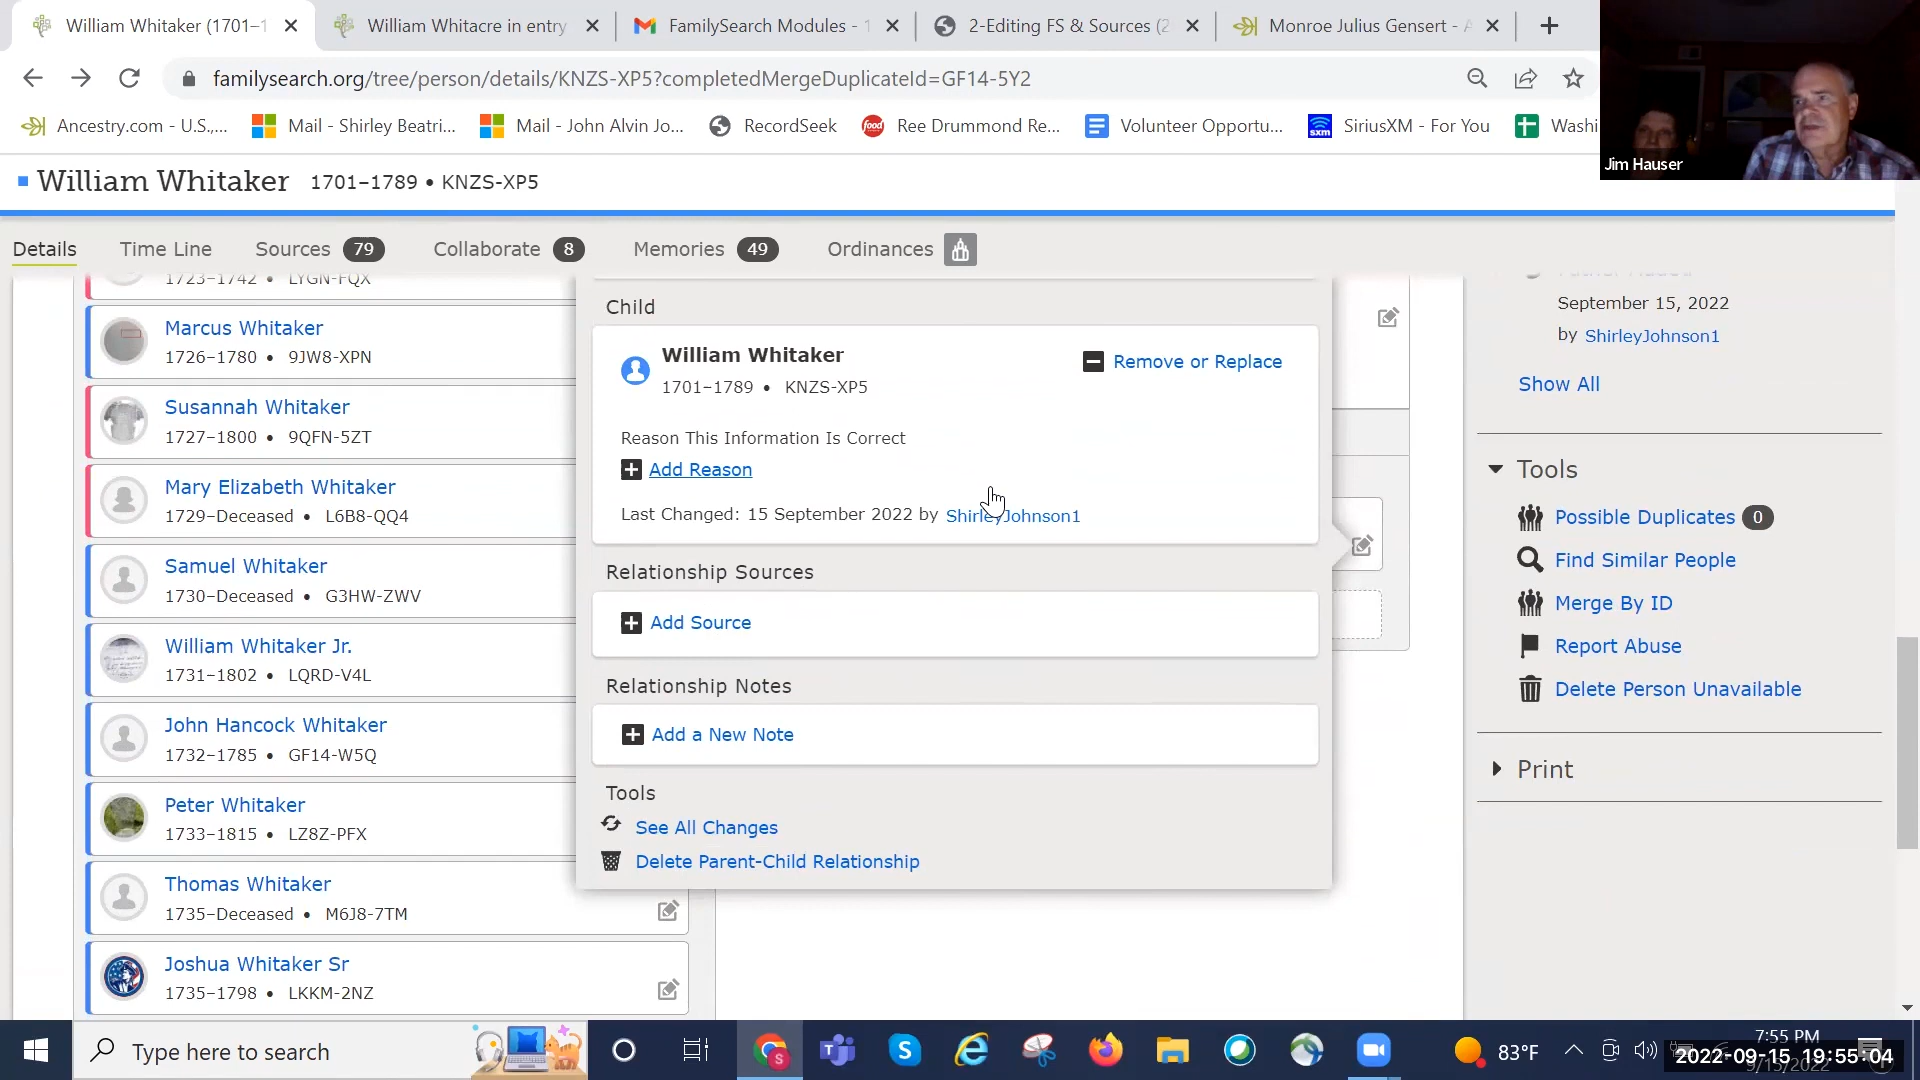 William Whitaker (1701–1
William Whitacre in entry
FamilySearch Modules - 1
2-Editing FS & Sources (2
Monroe Julius Gensert - A
familysearch.org/tree/person/details/KNZS-XP5?completedMergeDuplicateId=GF14-5Y2
Ancestry.com - U.S.,...
Mail - Shirley Beatri...
Mail - John Alvin Jo...
RecordSeek
food
Ree Drummond Re...
Volunteer Opportu...
sxm
SiriusXM - For You
Washi
Jim Hauser
William Whitaker 1701–1789 • KNZS-XP5
Details
Time Line
Sources 79
Collaborate 8
Memories 49
Ordinances
1723–1742 • LYGN-FQX
Marcus Whitaker
1726–1780 • 9JW8-XPN
Susannah Whitaker
1727–1800 • 9QFN-5ZT
Mary Elizabeth Whitaker
1729–Deceased • L6B8-QQ4
Samuel Whitaker
1730–Deceased • G3HW-ZWV
William Whitaker Jr.
1731–1802 • LQRD-V4L
John Hancock Whitaker
1732–1785 • GF14-W5Q
Peter Whitaker
1733–1815 • LZ8Z-PFX
Thomas Whitaker
1735–Deceased • M6J8-7TM
Joshua Whitaker Sr
1735–1798 • LKKM-2NZ
Child
William Whitaker
1701–1789 • KNZS-XP5
Remove or Replace
Reason This Information Is Correct
Add Reason
Last Changed: 15 September 2022 by ShirleyJohnson1
Relationship Sources
Add Source
Relationship Notes
Add a New Note
Tools
See All Changes
Delete Parent-Child Relationship
September 15, 2022
by ShirleyJohnson1
Show All
Tools
Possible Duplicates 0
Find Similar People
Merge By ID
Report Abuse
Delete Person Unavailable
Print
Type here to search
83°F
7:55 PM
9/15/2022
2022-09-15 19:55:04